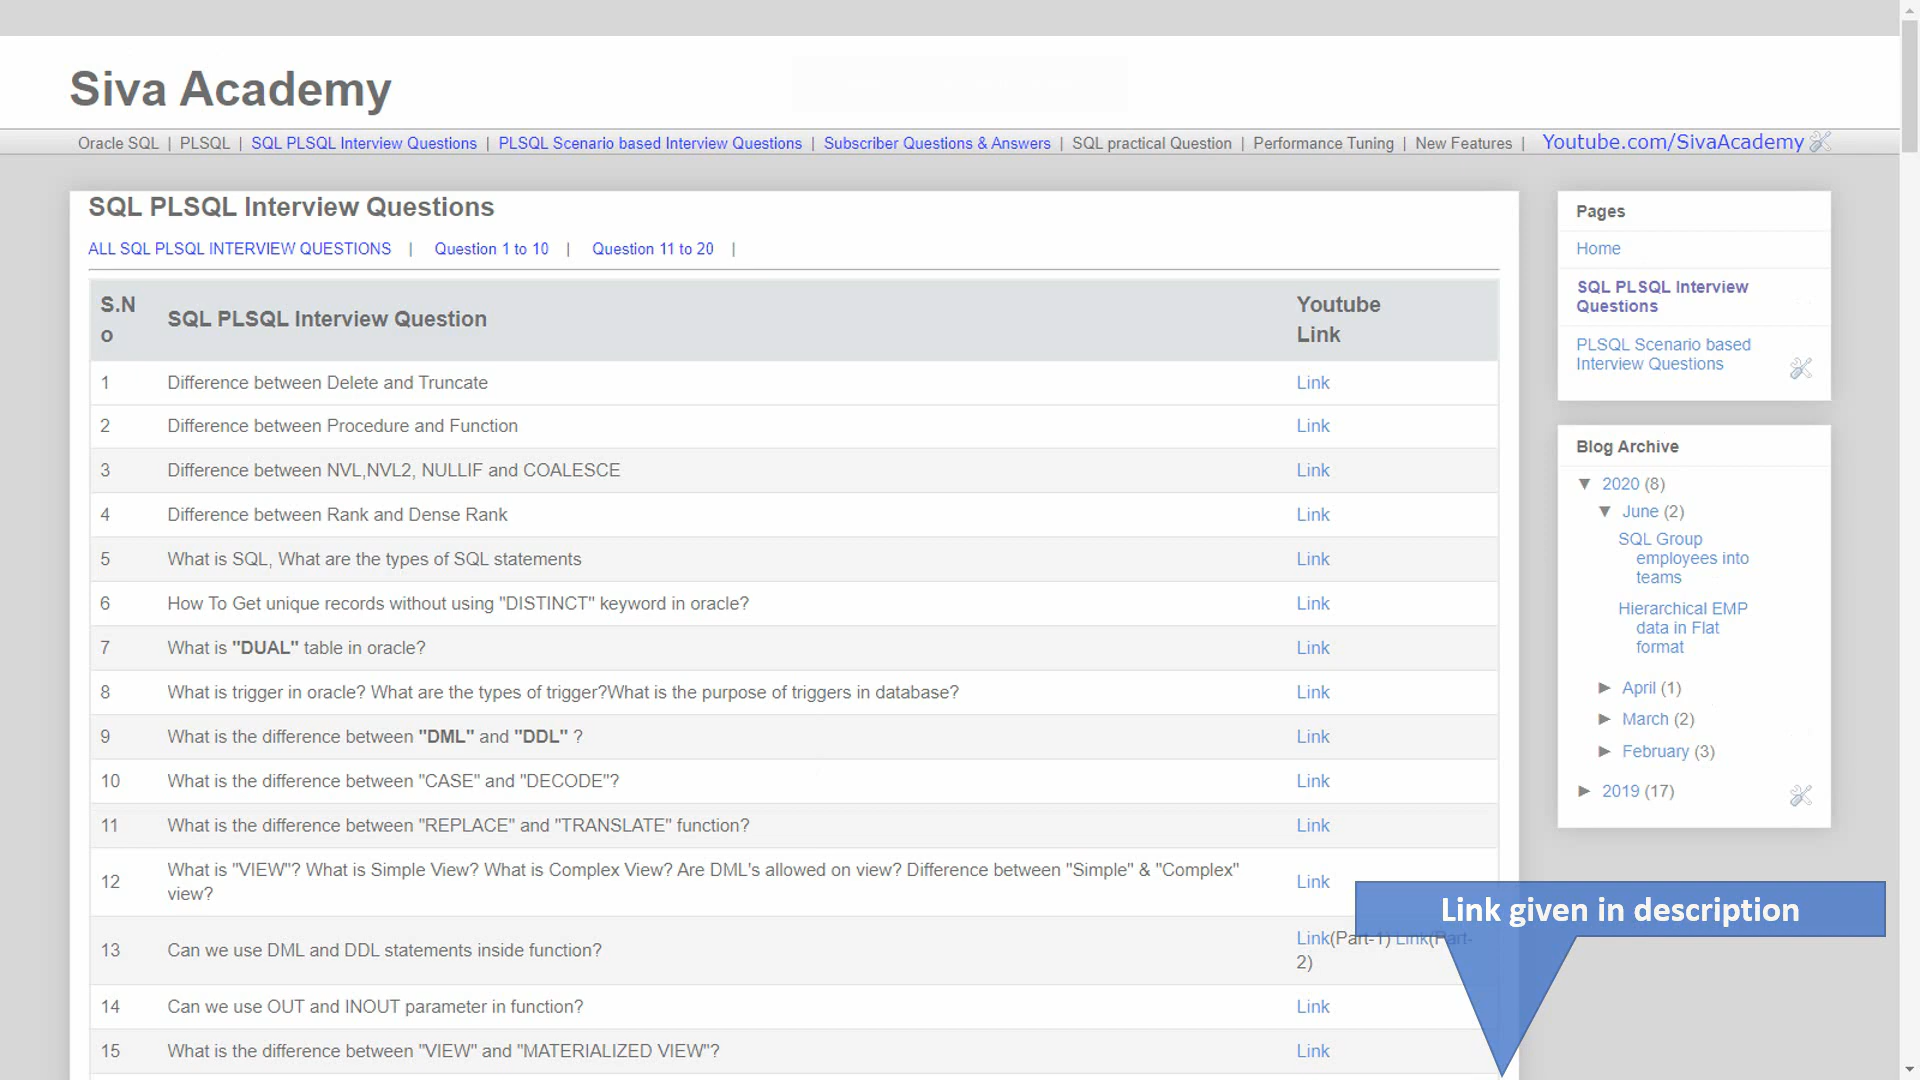 Siva Academy
Oracle SQL | PLSQL | SQL PLSQL Interview Questions | PLSQL Scenario based Interview Questions | Subscriber Questions & Answers | SQL practical Question | Performance Tuning | New Features | Youtube.com/SivaAcademy
SQL PLSQL Interview Questions
ALL SQL PLSQL INTERVIEW QUESTIONS | Question 1 to 10 | Question 11 to 20 |
S.N
o
SQL PLSQL Interview Question
Youtube
Link
1 Difference between Delete and Truncate Link
2 Difference between Procedure and Function Link
3 Difference between NVL,NVL2, NULLIF and COALESCE Link
4 Difference between Rank and Dense Rank Link
5 What is SQL, What are the types of SQL statements Link
6 How To Get unique records without using "DISTINCT" keyword in oracle? Link
7 What is "DUAL" table in oracle? Link
8 What is trigger in oracle? What are the types of trigger?What is the purpose of triggers in database? Link
9 What is the difference between "DML" and "DDL" ? Link
10 What is the difference between "CASE" and "DECODE"? Link
11 What is the difference between "REPLACE" and "TRANSLATE" function? Link
12 What is "VIEW"? What is Simple View? What is Complex View? Are DML's allowed on view? Difference between "Simple" & "Complex"
view? Link
13 Can we use DML and DDL statements inside function? Link(Part-1) Link(Part-
2)
14 Can we use OUT and INOUT parameter in function? Link
15 What is the difference between "VIEW" and "MATERIALIZED VIEW"? Link
Pages
Home
SQL PLSQL Interview
Questions
PLSQL Scenario based
Interview Questions
Blog Archive
▼ 2020 (8)
▼ June (2)
SQL Group
employees into
teams
Hierarchical EMP
data in Flat
format
► April (1)
► March (2)
► February (3)
► 2019 (17)
Link given in description